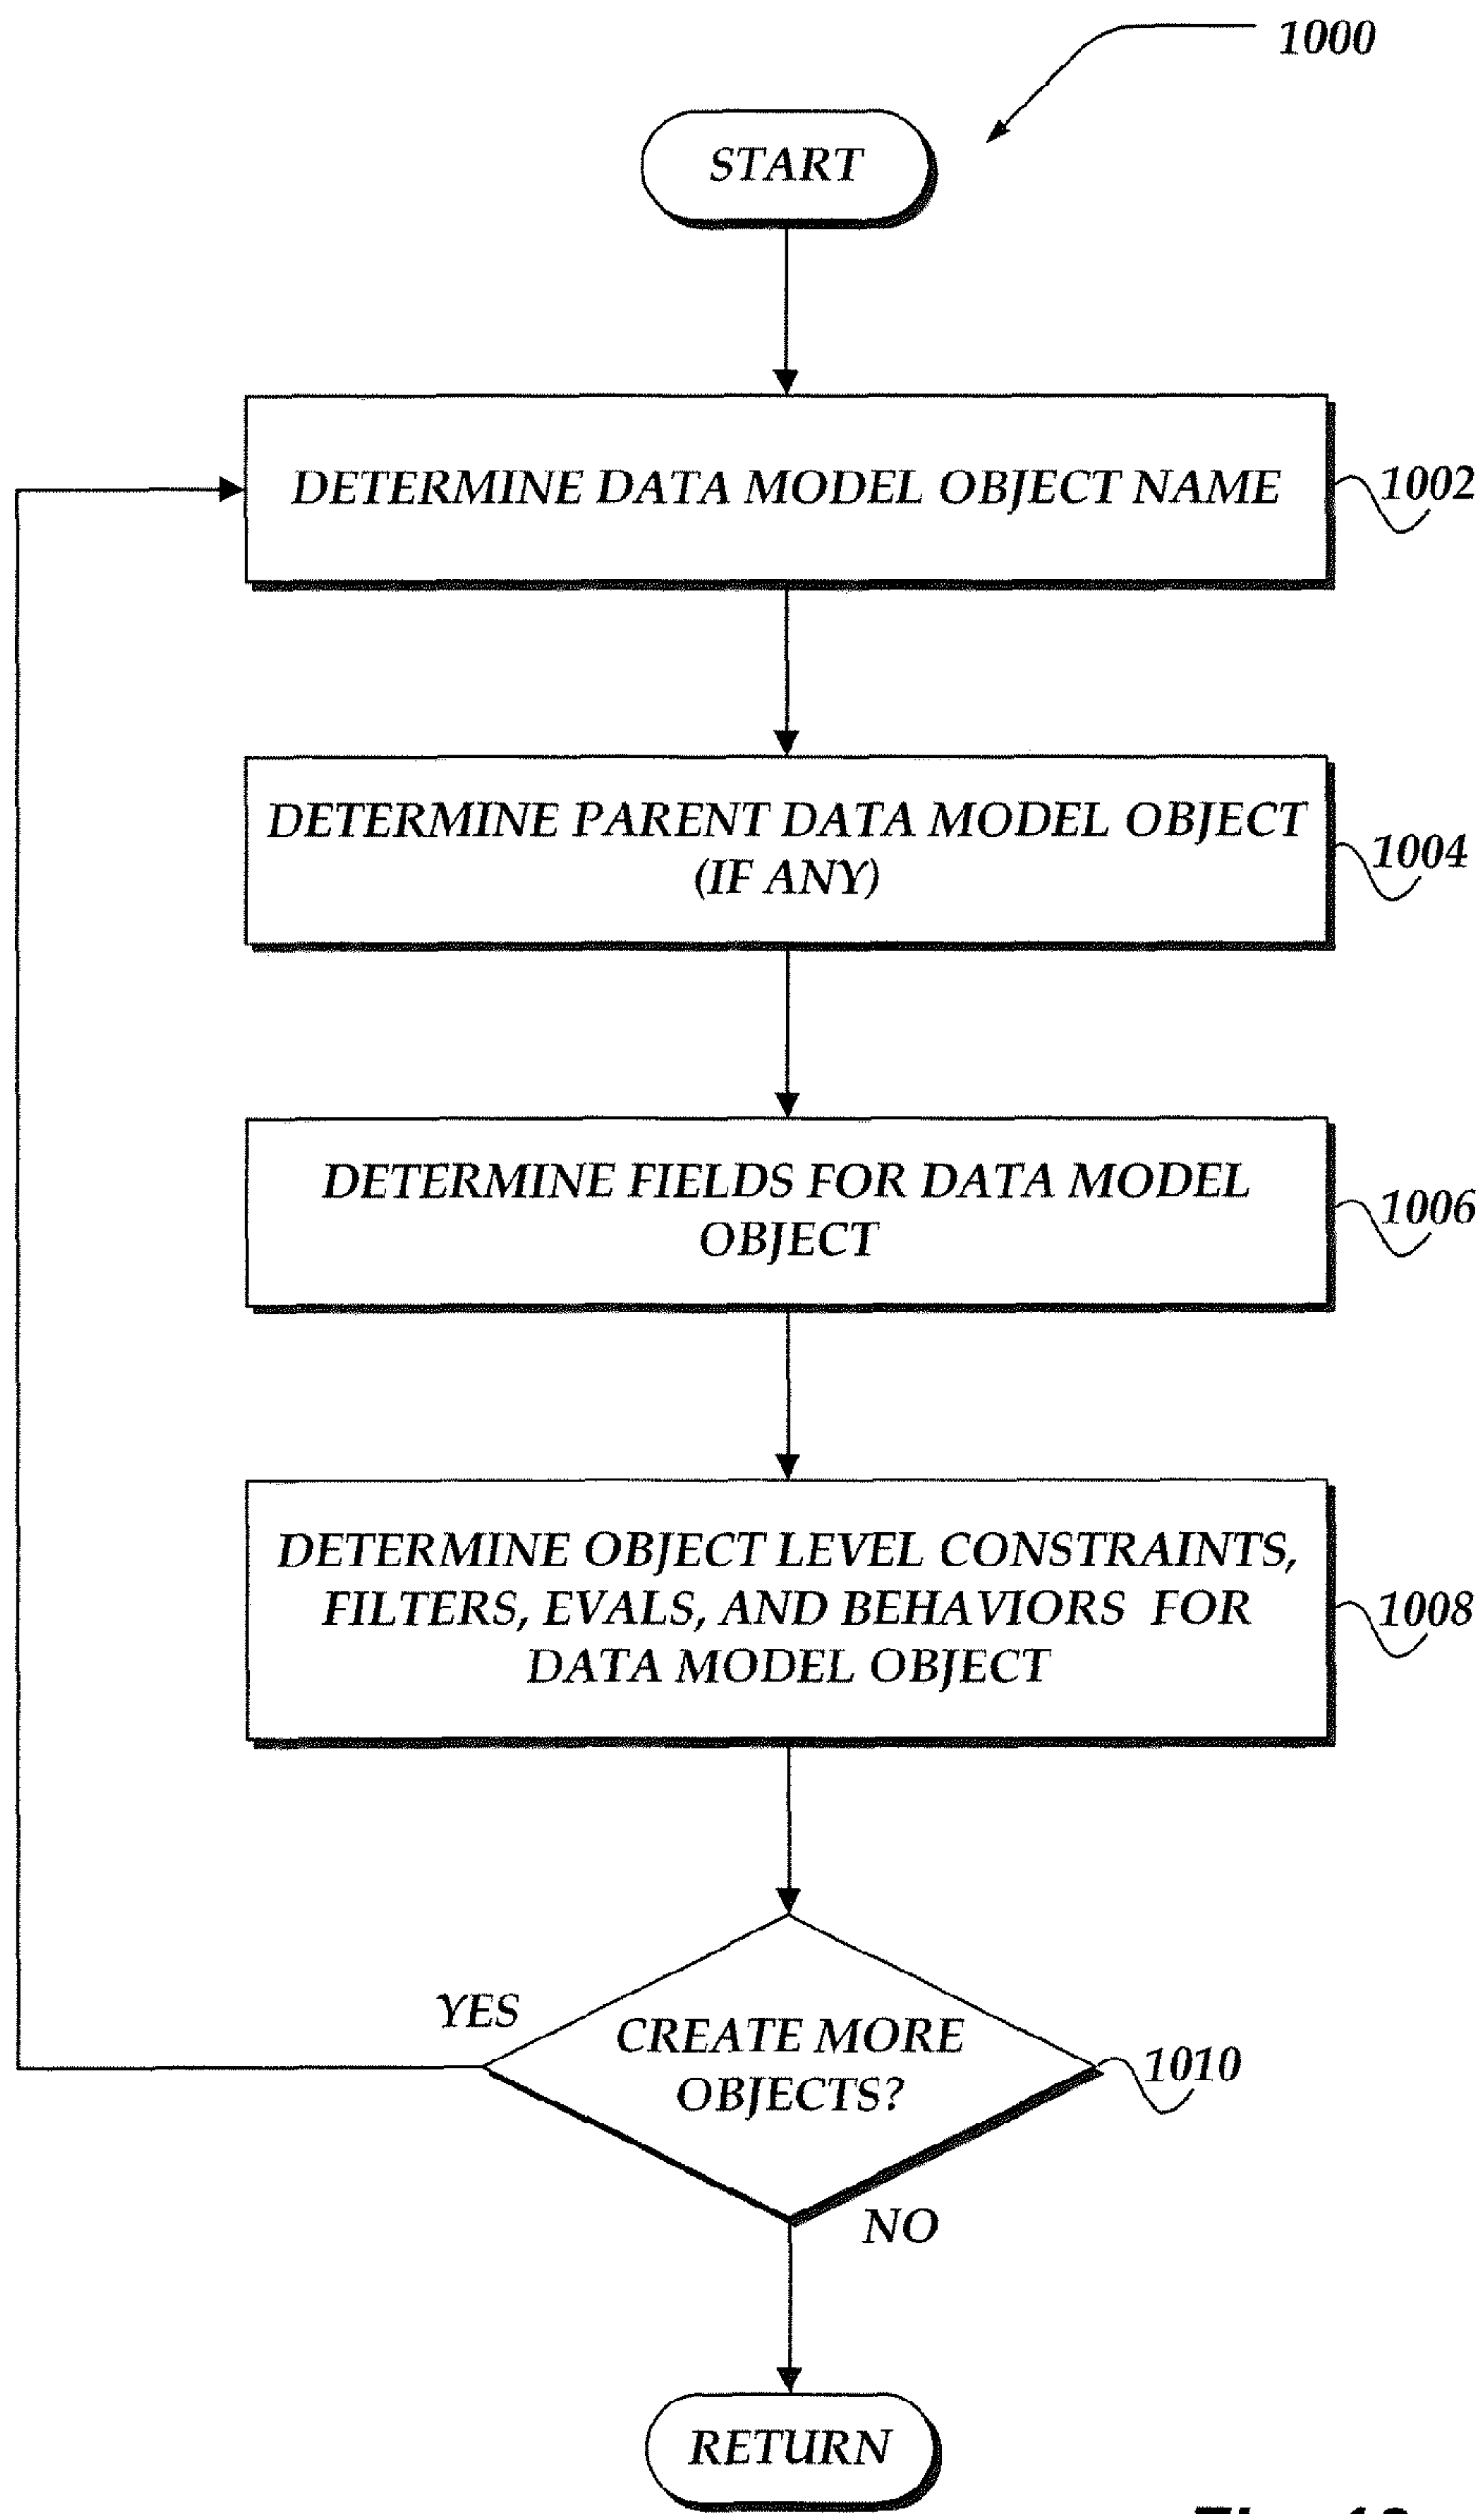 1000
START
DETERMINE DATA MODEL OBJECT NAME
1002
DETERMINE PARENT DATA MODEL OBJECT
(IF ANY)
1004
DETERMINE FIELDS FOR DATA MODEL
OBJECT
1006
DETERMINE OBJECT LEVEL CONSTRAINTS,
FILTERS, EVALS, AND BEHAVIORS FOR
DATA MODEL OBJECT
1008
YES
CREATE MORE
OBJECTS?
1010
NO
RETURN